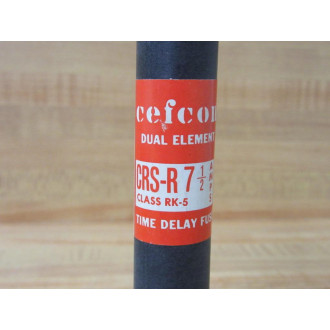 cefcon
DUAL ELEMENT
CRS-R 7 1/2
CLASS RK-5
TIME DELAY FU